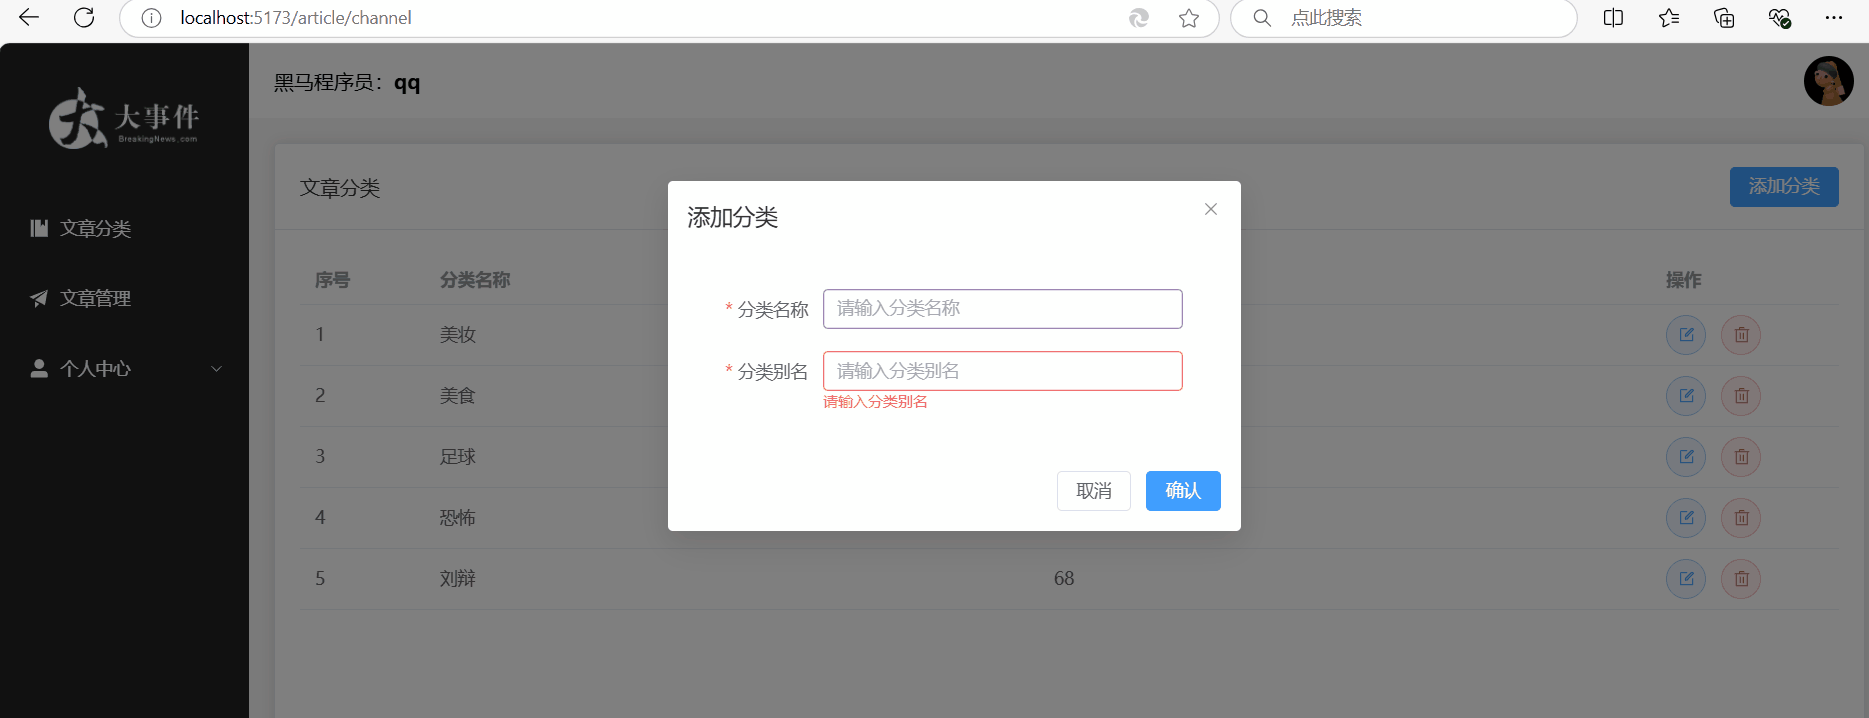 localhost:5173/article/channel
点此搜索
大事件
BreakingNews.com
黑马程序员：qq
文章分类
文章管理
个人中心
文章分类
添加分类
序号 分类名称 操作
1 美妆
2 美食
3 足球
4 恐怖
5 刘辩 68
添加分类
* 分类名称 请输入分类名称
* 分类别名 请输入分类别名
请输入分类别名
取消 确认